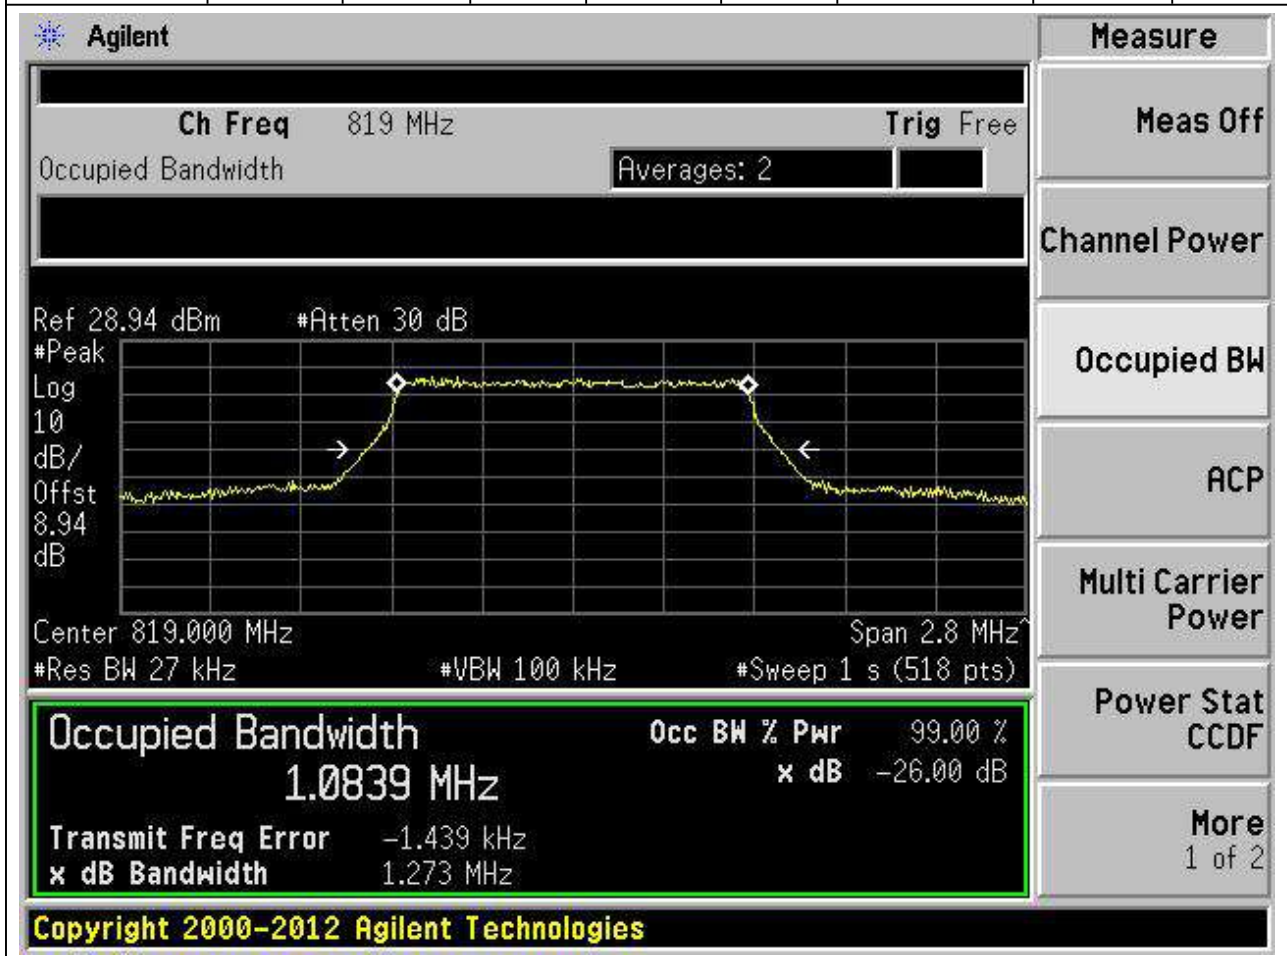 Agilent
Measure
Ch Freq 819 MHz Trig Free
Meas Off
Occupied Bandwidth Averages: 2
Channel Power
Ref 28.94 dBm #Atten 30 dB
#Peak
Log
10
dB/
Offst
8.94
dB
Occupied BW
ACP
Center 819.000 MHz Span 2.8 MHz^
#Res BW 27 kHz #VBW 100 kHz #Sweep 1 s (518 pts)
Multi Carrier
Power
Occupied Bandwidth Occ BW % Pwr 99.00 %
1.0839 MHz x dB -26.00 dB
Transmit Freq Error -1.439 kHz
x dB Bandwidth 1.273 MHz
Power Stat
CCDF
More
1 of 2
Copyright 2000-2012 Agilent Technologies